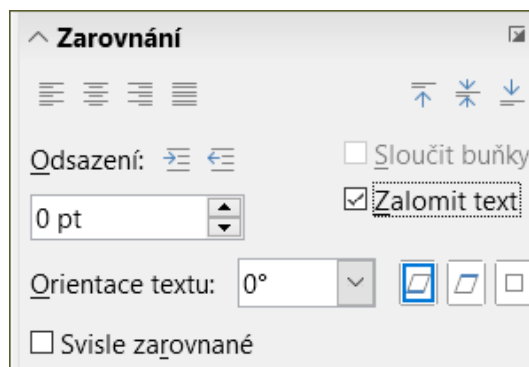 Zarovnání
Odsazení:
Sloučit buňky
0 pt
Zalomit text
Orientace textu: 0°
Svisle zarovnané